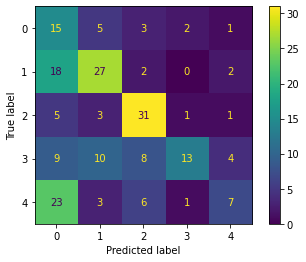 0 15 5 3 2 1
1 18 27 2 0 2
2 5 3 31 1 1
3 9 10 8 13 4
4 23 3 6 1 7
0 1 2 3 4
Predicted label
True label
30
25
20
15
10
5
0